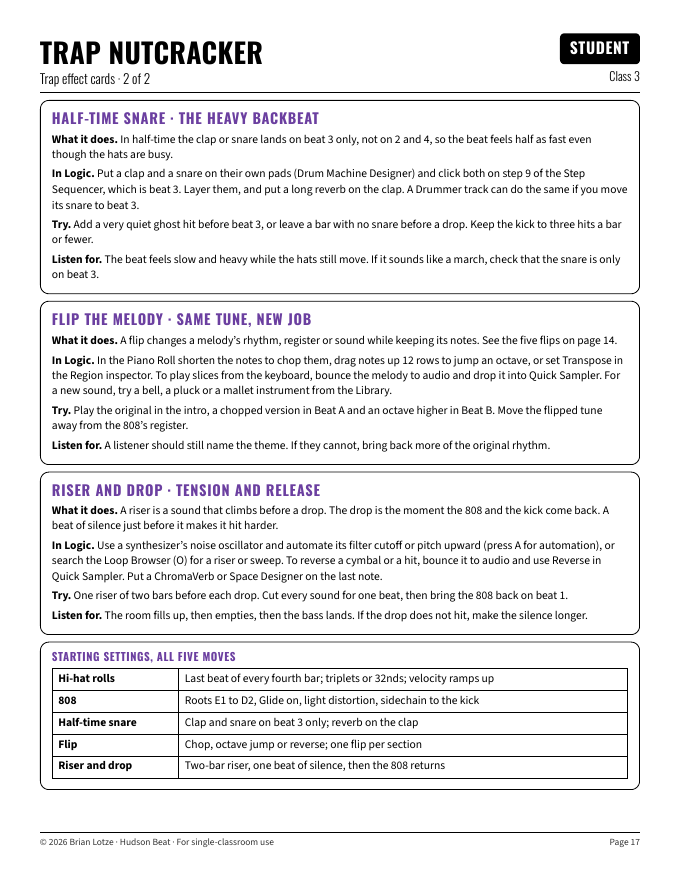 TRAP NUTCRACKER
STUDENT
Trap effect cards · 2 of 2
Class 3
HALF-TIME SNARE · THE HEAVY BACKBEAT
What it does. In half-time the clap or snare lands on beat 3 only, not on 2 and 4, so the beat feels half as fast even
though the hats are busy.
In Logic. Put a clap and a snare on their own pads (Drum Machine Designer) and click both on step 9 of the Step
Sequencer, which is beat 3. Layer them, and put a long reverb on the clap. A Drummer track can do the same if you move
its snare to beat 3.
Try. Add a very quiet ghost hit before beat 3, or leave a bar with no snare before a drop. Keep the kick to three hits a bar
or fewer.
Listen for. The beat feels slow and heavy while the hats still move. If it sounds like a march, check that the snare is only
on beat 3.
FLIP THE MELODY · SAME TUNE, NEW JOB
What it does. A flip changes a melody's rhythm, register or sound while keeping its notes. See the five flips on page 14.
In Logic. In the Piano Roll shorten the notes to chop them, drag notes up 12 rows to jump an octave, or set Transpose in
the Region inspector. To play slices from the keyboard, bounce the melody to audio and drop it into Quick Sampler. For
a new sound, try a bell, a pluck or a mallet instrument from the Library.
Try. Play the original in the intro, a chopped version in Beat A and an octave higher in Beat B. Move the flipped tune
away from the 808's register.
Listen for. A listener should still name the theme. If they cannot, bring back more of the original rhythm.
RISER AND DROP · TENSION AND RELEASE
What it does. A riser is a sound that climbs before a drop. The drop is the moment the 808 and the kick come back. A
beat of silence just before it makes it hit harder.
In Logic. Use a synthesizer's noise oscillator and automate its filter cutoff or pitch upward (press A for automation), or
search the Loop Browser (O) for a riser or sweep. To reverse a cymbal or a hit, bounce it to audio and use Reverse in
Quick Sampler. Put a ChromaVerb or Space Designer on the last note.
Try. One riser of two bars before each drop. Cut every sound for one beat, then bring the 808 back on beat 1.
Listen for. The room fills up, then empties, then the bass lands. If the drop does not hit, make the silence longer.
STARTING SETTINGS, ALL FIVE MOVES
Hi-hat rolls Last beat of every fourth bar; triplets or 32nds; velocity ramps up
808 Roots E1 to D2, Glide on, light distortion, sidechain to the kick
Half-time snare Clap and snare on beat 3 only; reverb on the clap
Flip Chop, octave jump or reverse; one flip per section
Riser and drop Two-bar riser, one beat of silence, then the 808 returns
© 2026 Brian Lotze · Hudson Beat · For single-classroom use
Page 17